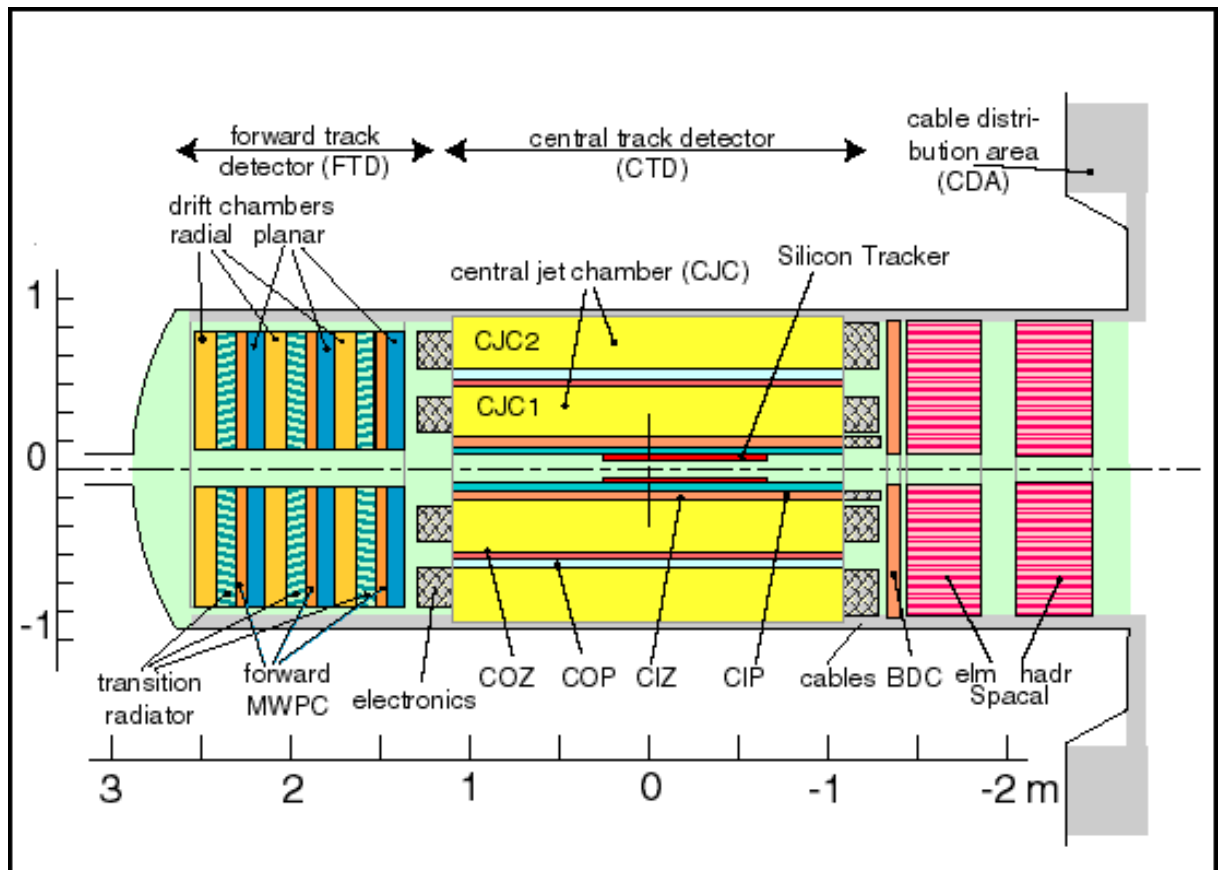 forward track
detector (FTD)
central track detector
(CTD)
cable distri-
bution area
(CDA)
drift chambers
radial planar
central jet chamber (CJC)
Silicon Tracker
1
0
-1
CJC2
CJC1
transition
radiator
forward
MWPC
electronics
COZ
COP
CIZ
CIP
cables
BDC
elm hadr
Spacal
3 2 1 0 -1 -2 m